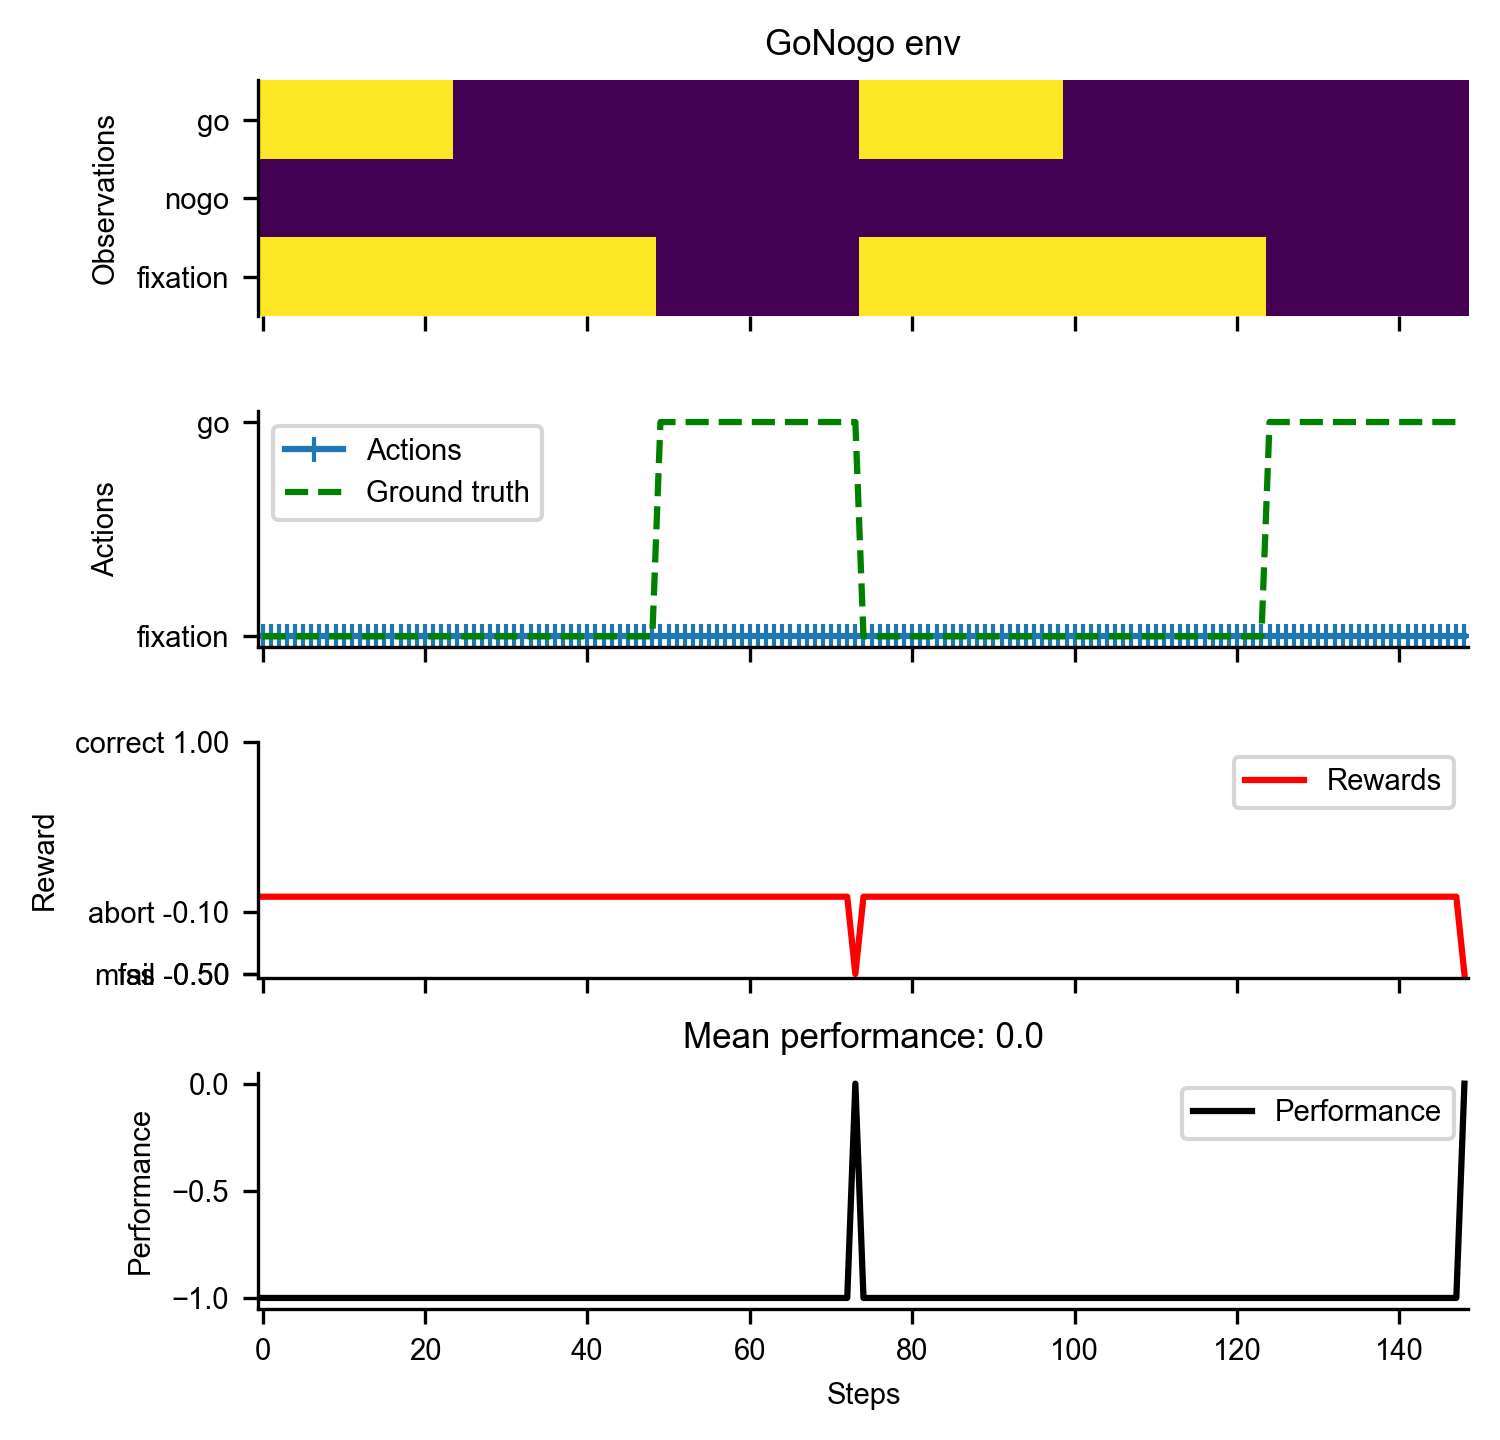 GoNogo env
Observations
go
nogo
fixation
Actions
go
fixation
Actions
Ground truth
Reward
correct 1.00
abort -0.10
fail -0.50
Rewards
Mean performance: 0.0
Performance
0.0
−0.5
−1.0
Performance
0 20 40 60 80 100 120 140
Steps